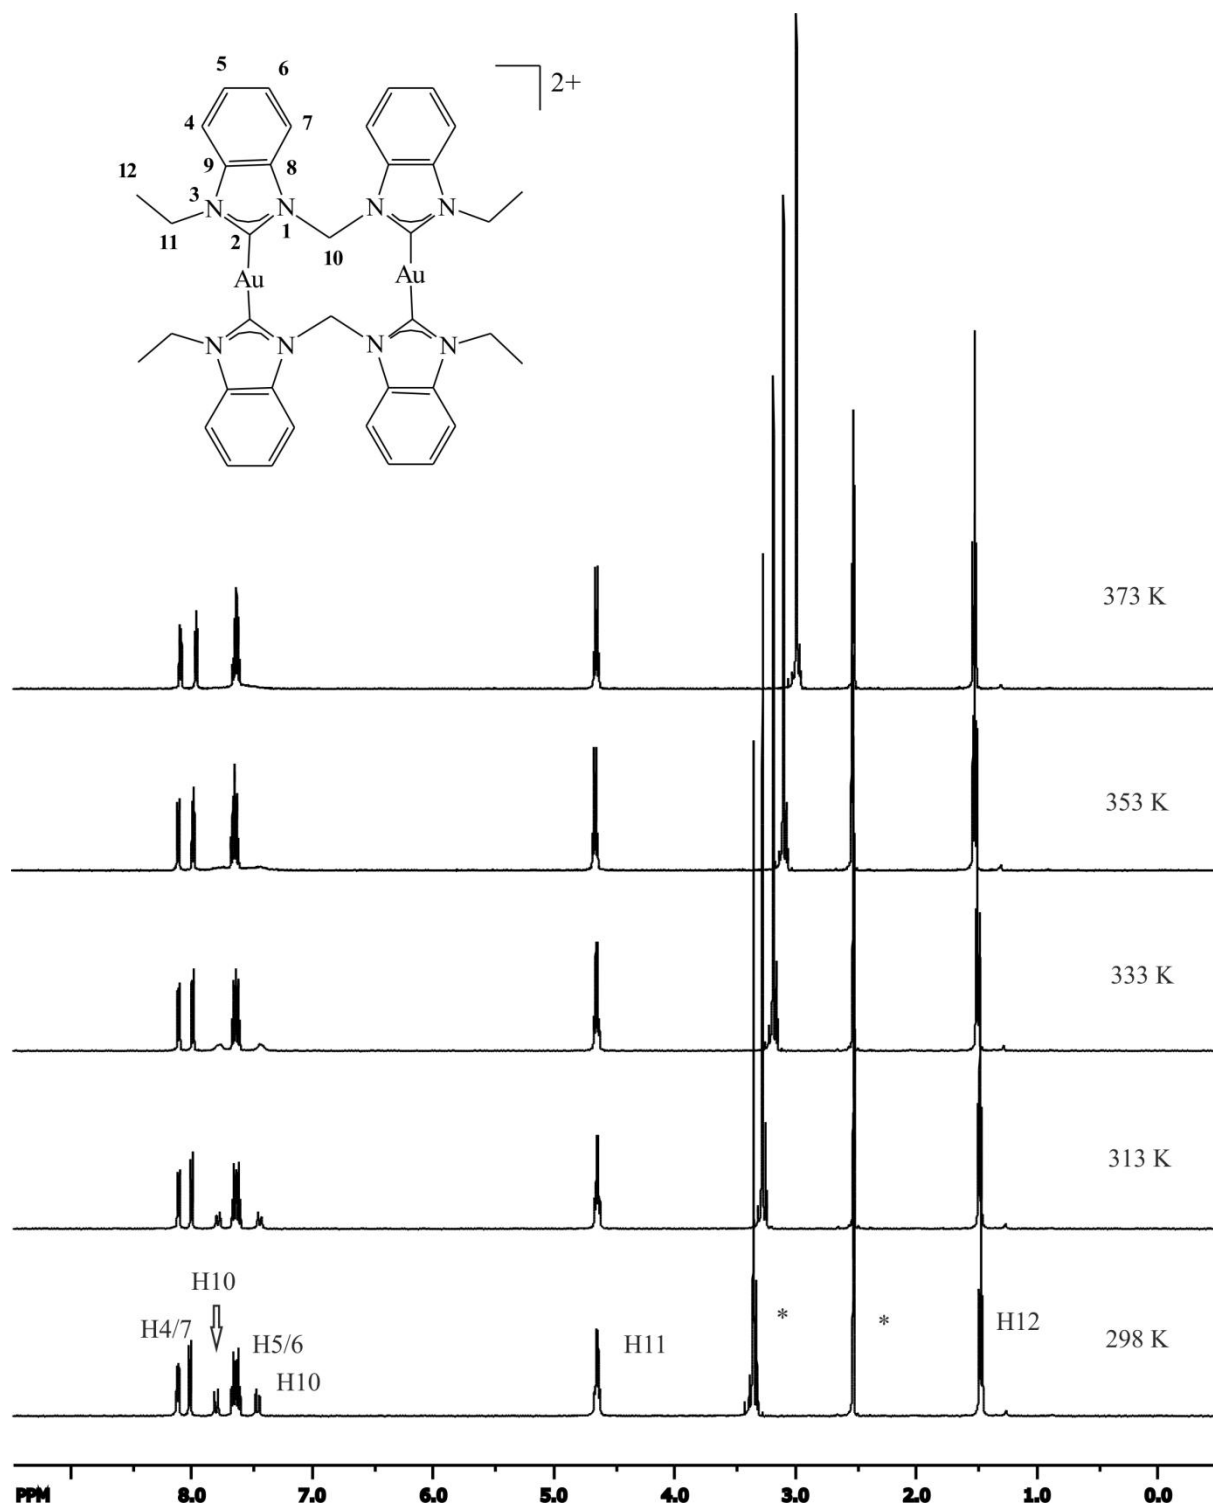 2+
5 6
4 7
9 8
12
3
N N N N
1
11 2 10
Au Au
N N N N
373 K
353 K
333 K
313 K
H10
H4/7 H5/6 H11 * * H12
H10
298 K
PPM 8.0 7.0 6.0 5.0 4.0 3.0 2.0 1.0 0.0